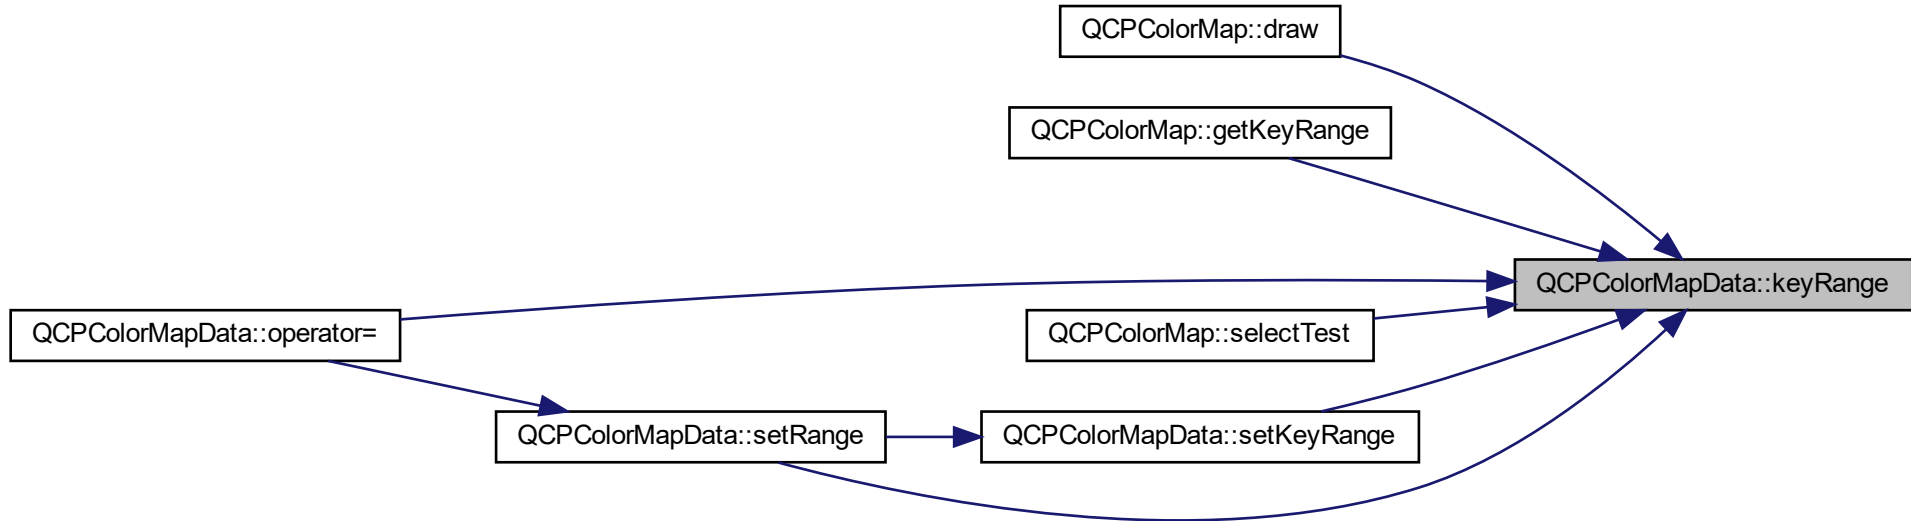 QCPColorMap::draw
QCPColorMap::getKeyRange
QCPColorMapData::keyRange
QCPColorMapData::operator=
QCPColorMap::selectTest
QCPColorMapData::setRange
QCPColorMapData::setKeyRange